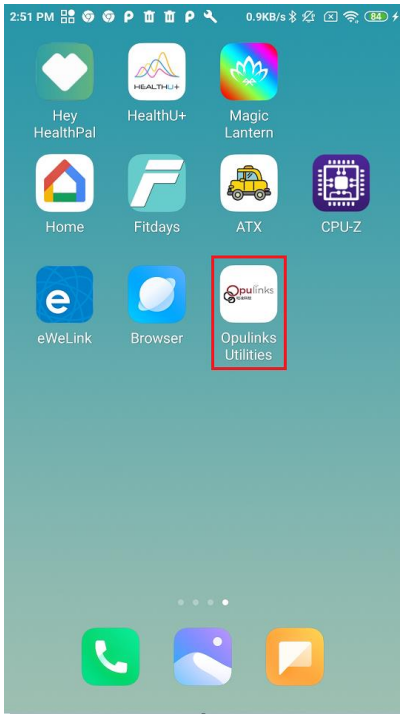 2:51 PM
0.9KB/s
84
HEALTHU+
Hey
HealthPal
HealthU+
Magic
Lantern
Home
Fitdays
ATX
CPU-Z
e
Opulinks
eWeLink
Browser
Opulinks
Utilities